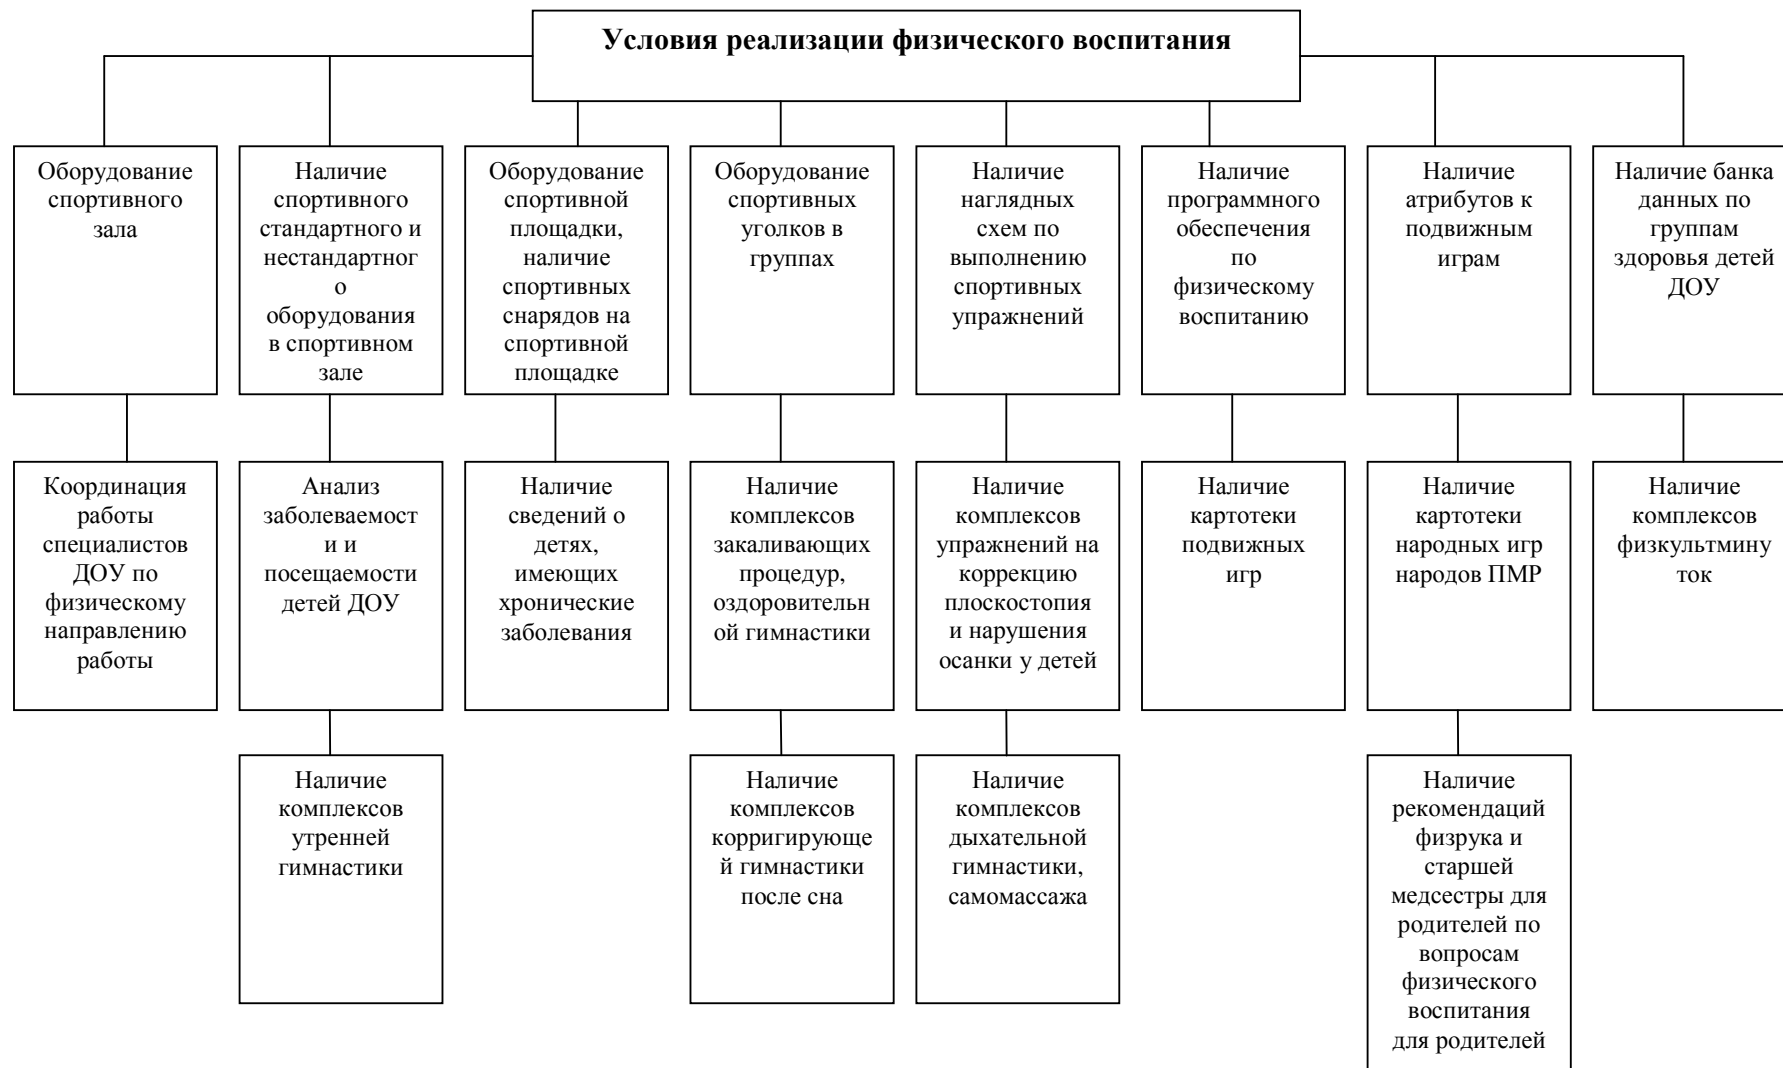 Условия реализации физического воспитания
Оборудование
спортивного
зала
Наличие
спортивного
стандартного и
нестандартног
о
оборудования
в спортивном
зале
Оборудование
спортивной
площадки,
наличие
спортивных
снарядов на
спортивной
площадке
Оборудование
спортивных
уголков в
группах
Наличие
наглядных
схем по
выполнению
спортивных
упражнений
Наличие
программного
обеспечения
по
физическому
воспитанию
Наличие
атрибутов к
подвижным
играм
Наличие банка
данных по
группам
здоровья детей
ДОУ
Координация
работы
специалистов
ДОУ по
физическому
направлению
работы
Анализ
заболеваемост
и и
посещаемости
детей ДОУ
Наличие
сведений о
детях,
имеющих
хронические
заболевания
Наличие
комплексов
закаливающих
процедур,
оздоровительн
ой гимнастики
Наличие
комплексов
упражнений на
коррекцию
плоскостопия
и нарушения
осанки у детей
Наличие
картотеки
подвижных
игр
Наличие
картотеки
народных игр
народов ПМР
Наличие
комплексов
физкультмину
ток
Наличие
комплексов
утренней
гимнастики
Наличие
комплексов
корригирующе
й гимнастики
после сна
Наличие
комплексов
дыхательной
гимнастики,
самомассажа
Наличие
рекомендаций
физрука и
старшей
медсестры для
родителей по
вопросам
физического
воспитания
для родителей